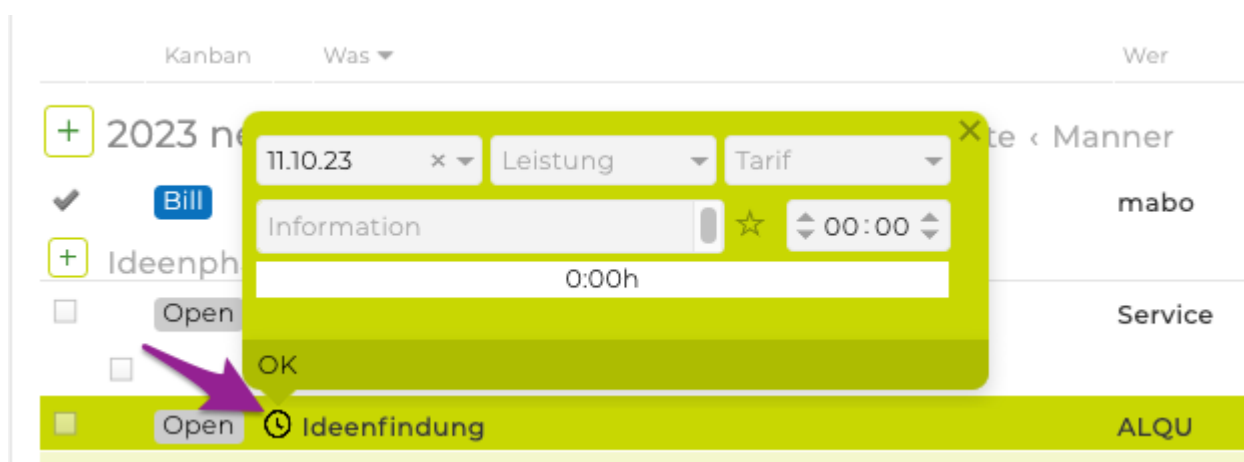 Kanban Was Wer
2023 ne te ‹ Manner
11.10.23 Leistung Tarif
Bill mabo
Information 00:00
Ideenph
0:00h
Open Service
OK
Open Ideenfindung ALQU